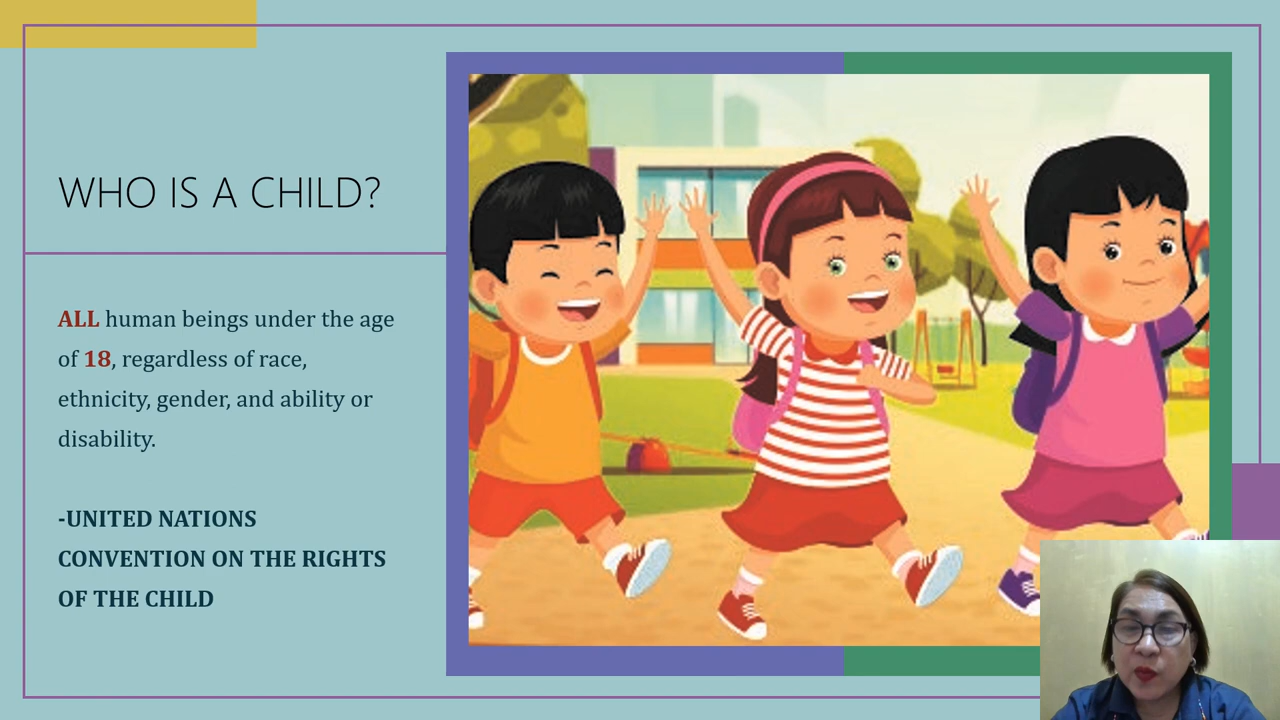 WHO IS A CHILD?
ALL human beings under the age
of 18, regardless of race,
ethnicity, gender, and ability or
disability.
-UNITED NATIONS
CONVENTION ON THE RIGHTS
OF THE CHILD